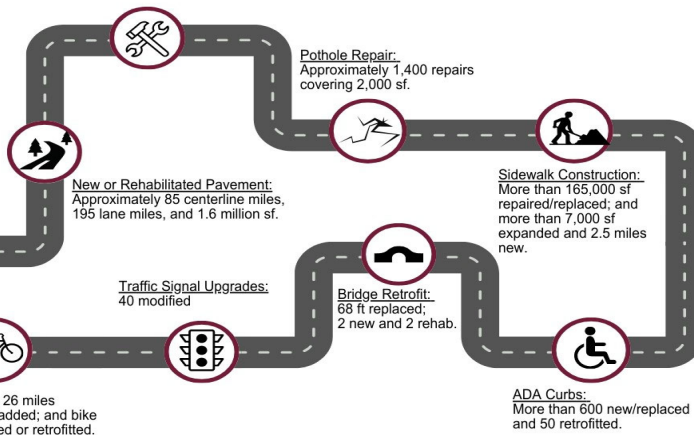 Pothole Repair:
Approximately 1,400 repairs
covering 2,000 sf.
New or Rehabilitated Pavement:
Approximately 85 centerline miles,
195 lane miles, and 1.6 million sf.
Sidewalk Construction:
More than 165,000 sf
repaired/replaced; and
more than 7,000 sf
expanded and 2.5 miles
new.
Traffic Signal Upgrades:
40 modified
Bridge Retrofit:
68 ft replaced;
2 new and 2 rehab.
ADA Curbs:
More than 600 new/replaced
and 50 retrofitted.
26 miles
added; and bike
ed or retrofitted.